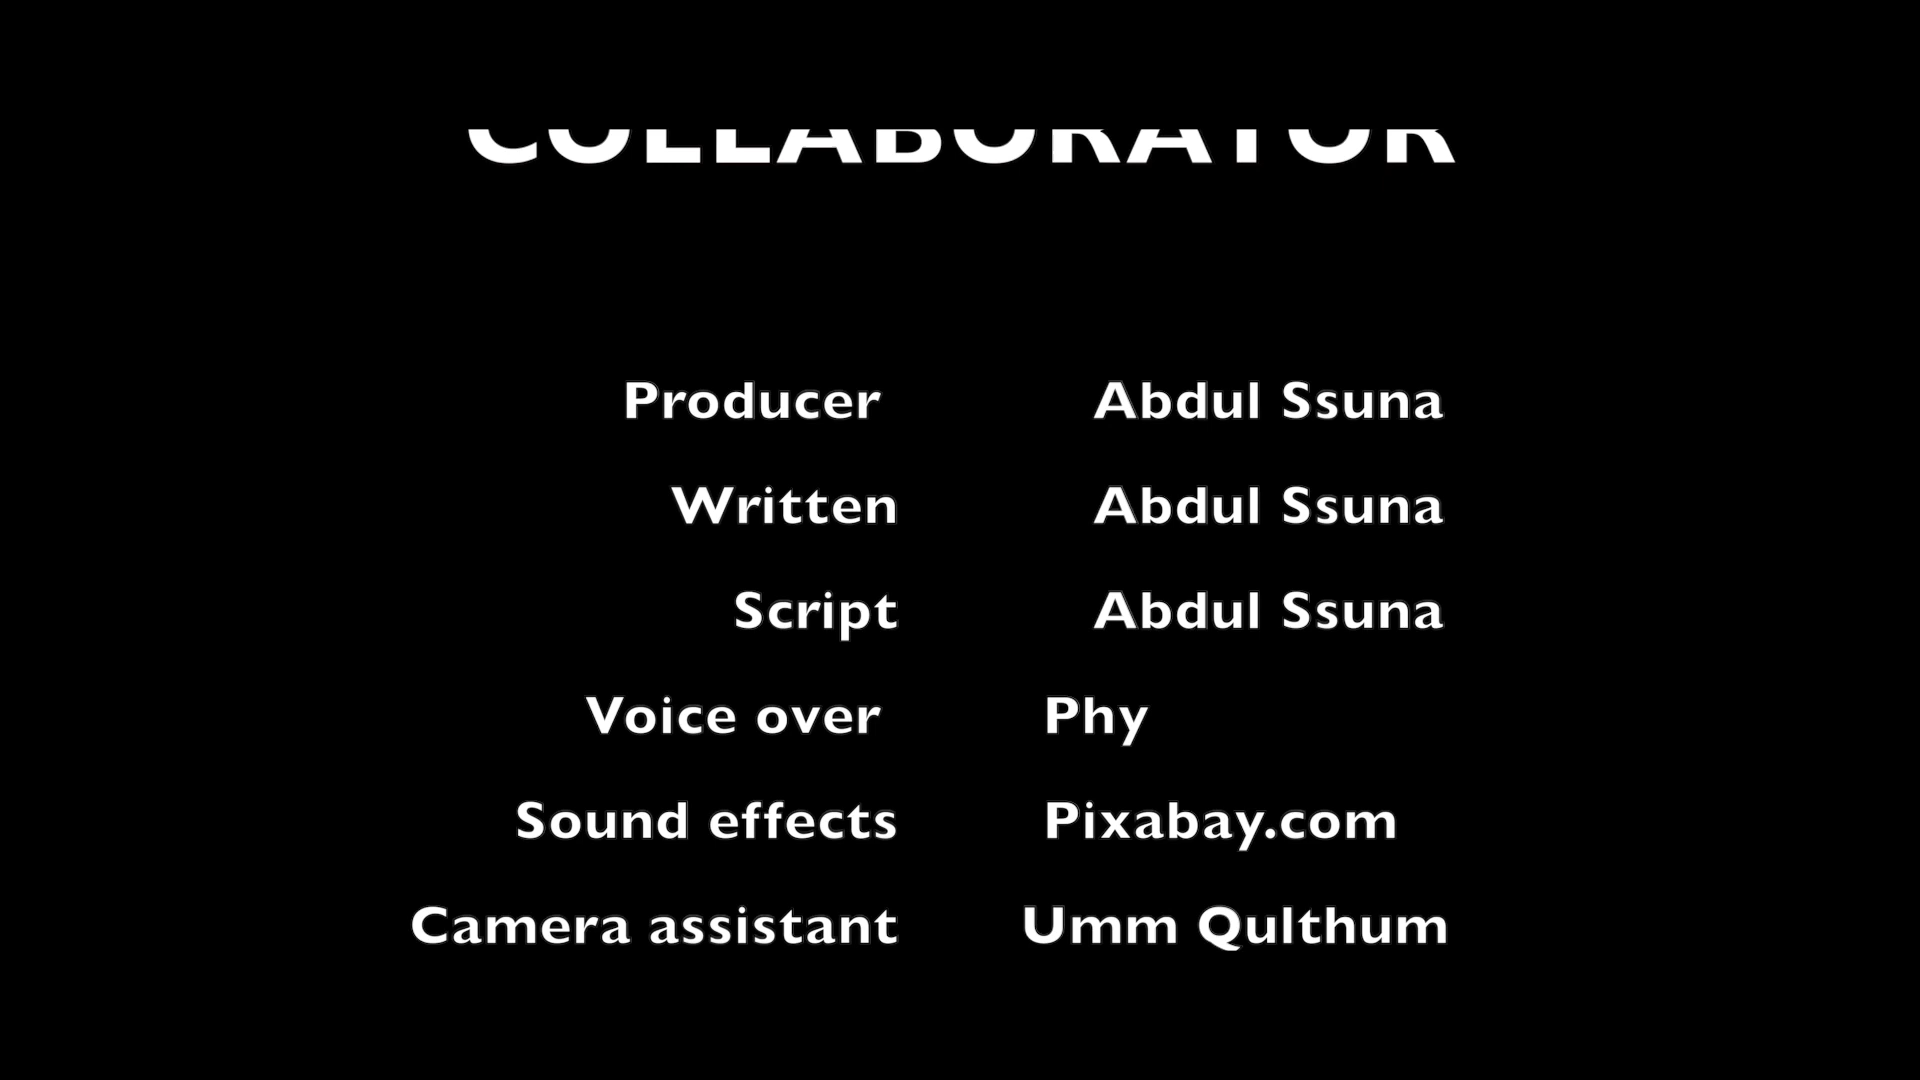 COLLABORATOR
Producer Abdul Ssuna
Written Abdul Ssuna
Script Abdul Ssuna
Voice over Phy
Sound effects Pixabay.com
Camera assistant Umm Qulthum